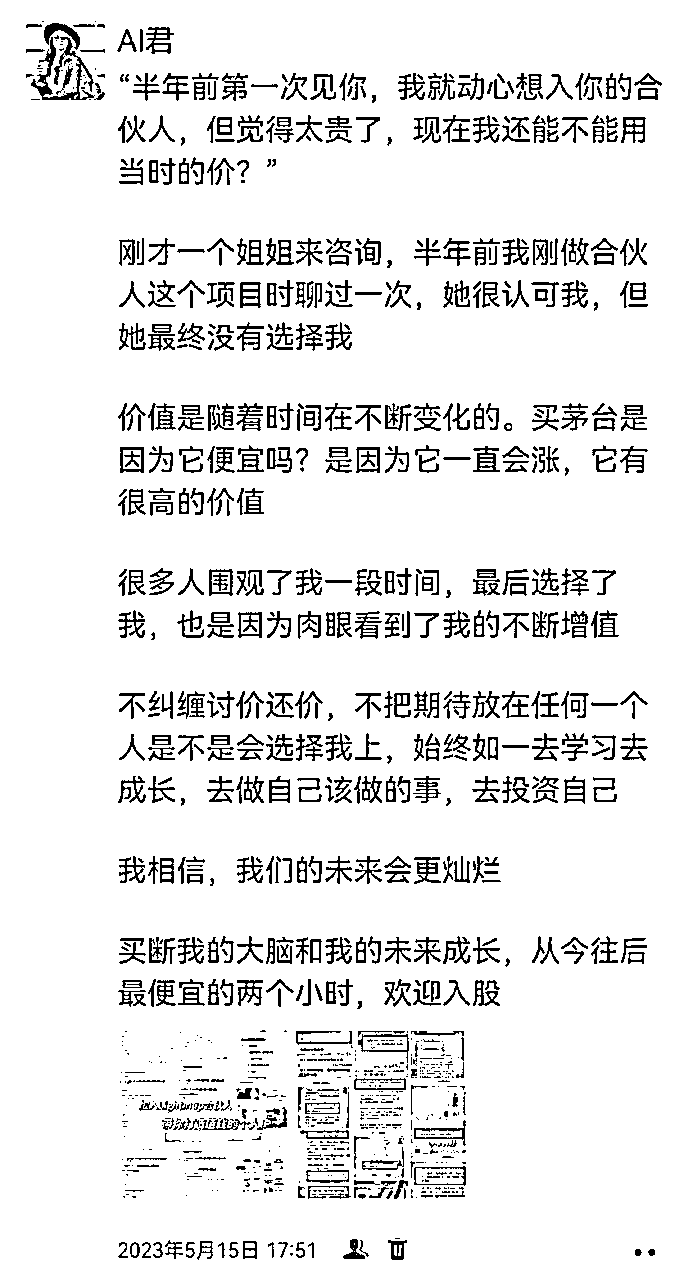 AI君
“半年前第一次见你，我就动心想入你的合
伙人，但觉得太贵了，现在我还能不能用
当时的价？”
刚才一个姐姐来咨询，半年前我刚做合伙
人这个项目时聊过一次，她很认可我，但
她最终没有选择我
价值是随着时间在不断变化的。买茅台是
因为它便宜吗？是因为它一直会涨，它有
很高的价值
很多人围观了我一段时间，最后选择了
我，也是因为肉眼看到了我的不断增值
不纠缠讨价还价，不把期待放在任何一个
人是不是会选择我上，始终如一去学习去
成长，去做自己该做的事，去投资自己
我相信，我们的未来会更灿烂
买断我的大脑和我的未来成长，从今往后
最便宜的两个小时，欢迎入股
2023年5月15日 17:51